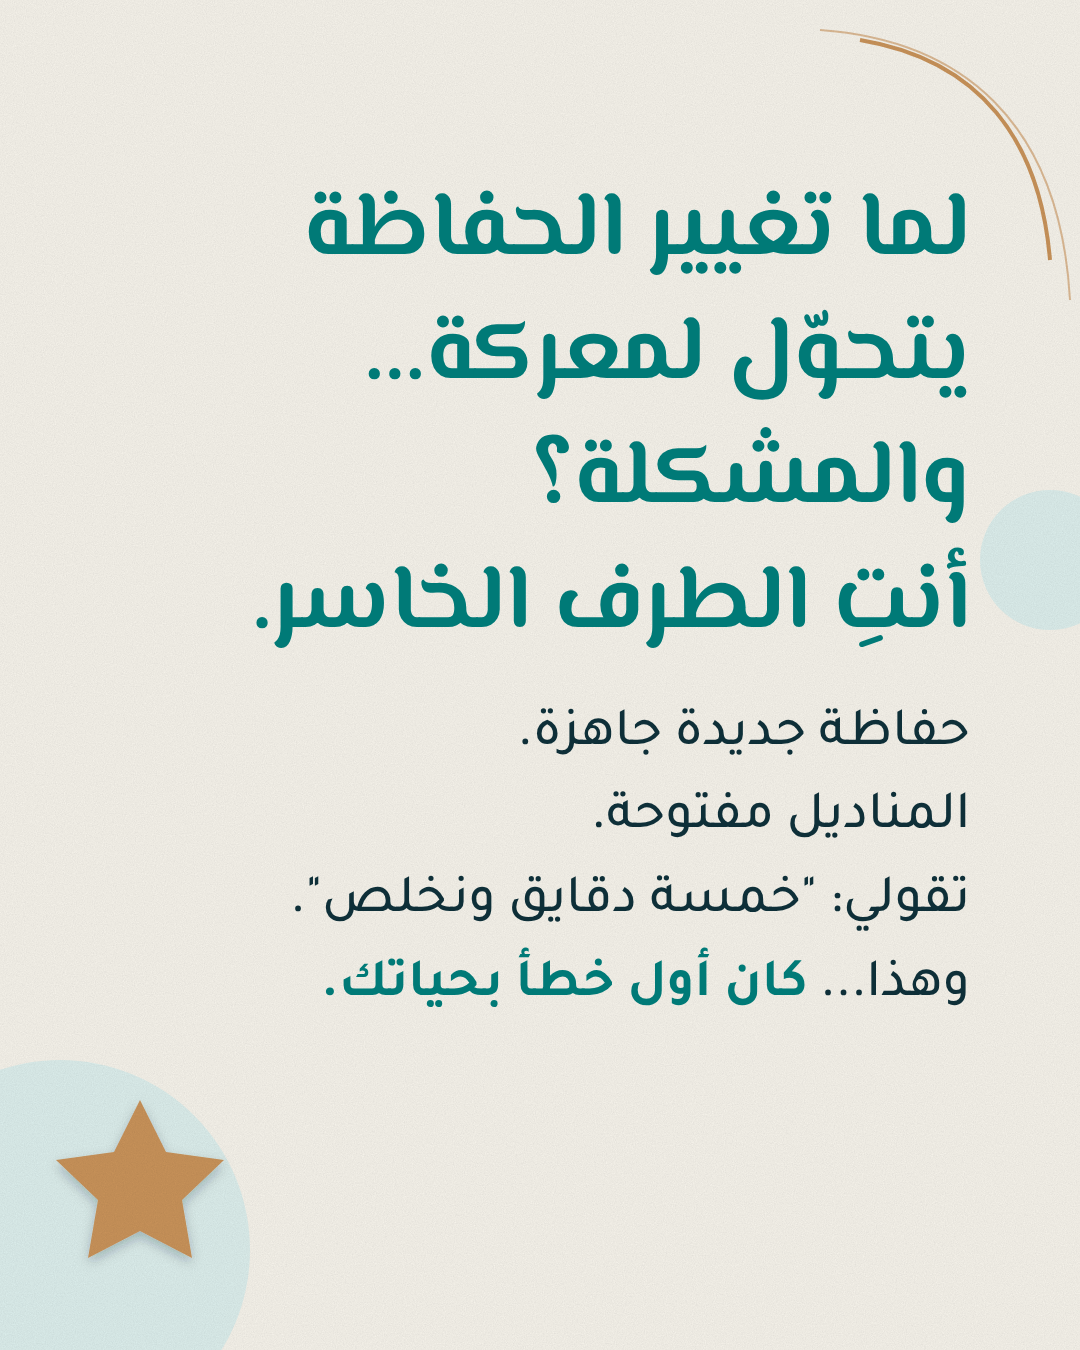 لما تغيير الحفاظة
يتحوّل لمعركة...
والمشكلة؟
أنتِ الطرف الخاسر.
حفاظة جديدة جاهزة.
المناديل مفتوحة.
تقولي: "خمسة دقايق ونخلص".
وهذا... كان أول خطأ بحياتك.